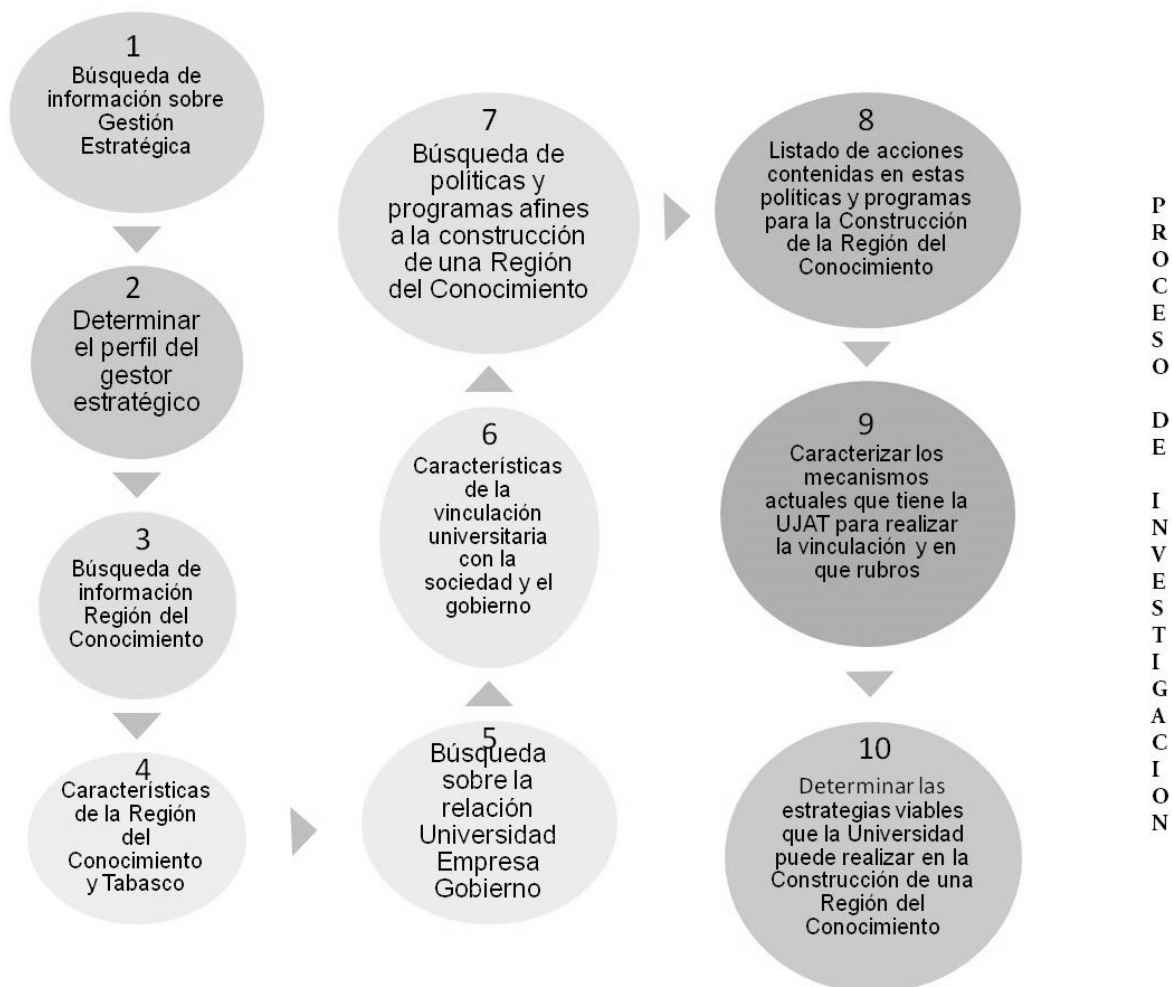 1
Búsqueda de
información sobre
Gestión
Estratégica
2
Determinar
el perfil del
gestor
estratégico
3
Búsqueda de
información
Región del
Conocimiento
4
Características
de la Región
del
Conocimiento
y Tabasco
5
Búsqueda
sobre la
relación
Universidad
Empresa
Gobierno
6
Características
de la
vinculación
universitaria
con la
sociedad y el
gobierno
7
Búsqueda de
políticas y
programas afines
a la construcción
de una Región
del Conocimiento
8
Listado de acciones
contenidas en estas
políticas y programas
para la Construcción
de la Región del
Conocimiento
9
Caracterizar los
mecanismos
actuales que tiene la
UJAT para realizar
la vinculación y en
que rubros
10
Determinar las
estrategias viables
que la Universidad
puede realizar en la
Construcción de una
Región del
Conocimiento
PROCESO DE INVESTIGACION